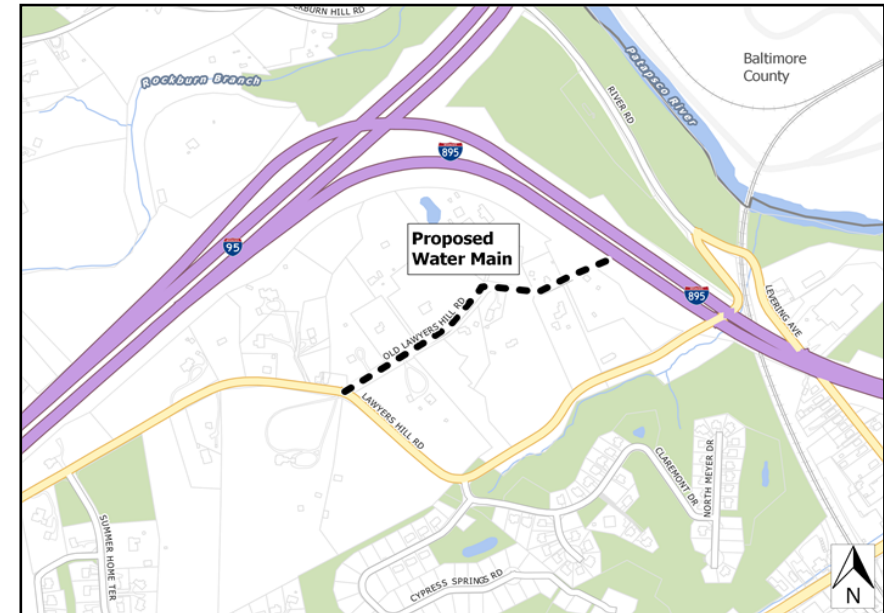 CKBURN HILL RD
Rockburn Branch
Baltimore
County
Patapsco River
RIVER RD
895
95
Proposed
Water Main
895
OLD LAWYERS HILL RD
LEVERING AVE
LAWYERS HILL RD
CLAREMONT DR
NORTH MEYER DR
SUMMER HOME TER
CYPRESS SPRINGS RD
N